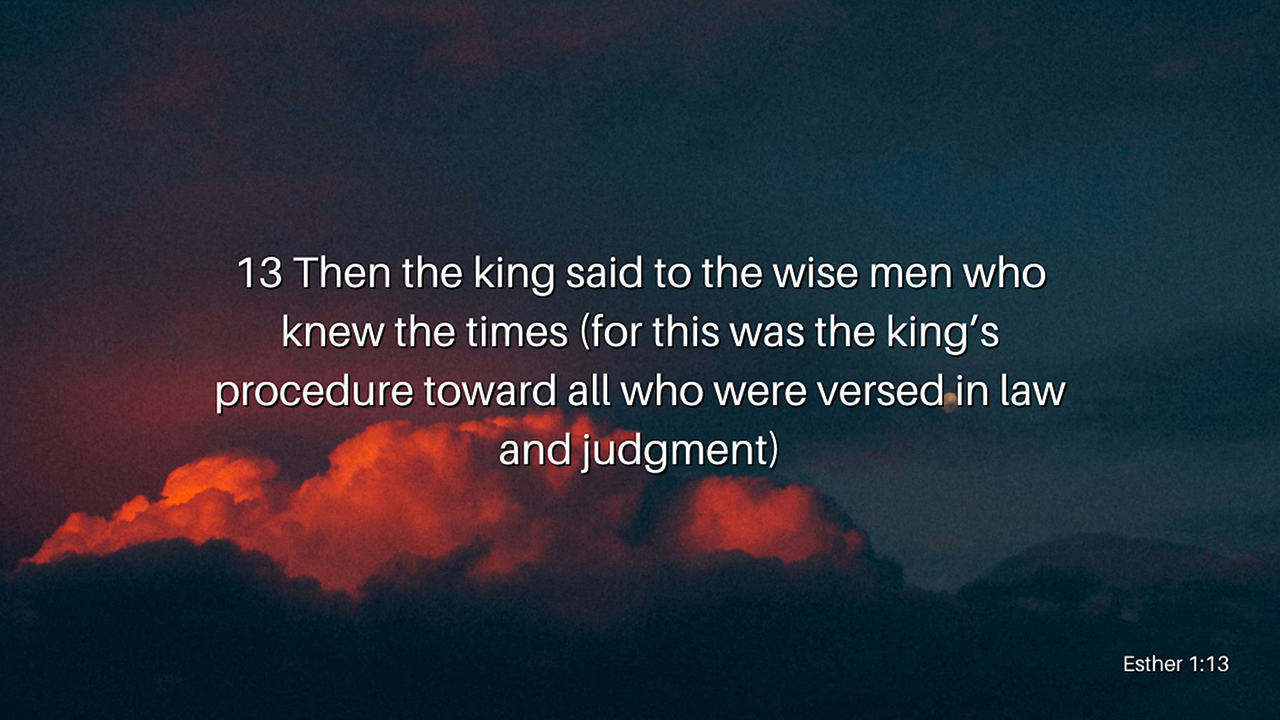 13 Then the king said to the wise men who
knew the times (for this was the king’s
procedure toward all who were versed in law
and judgment)
Esther 1:13